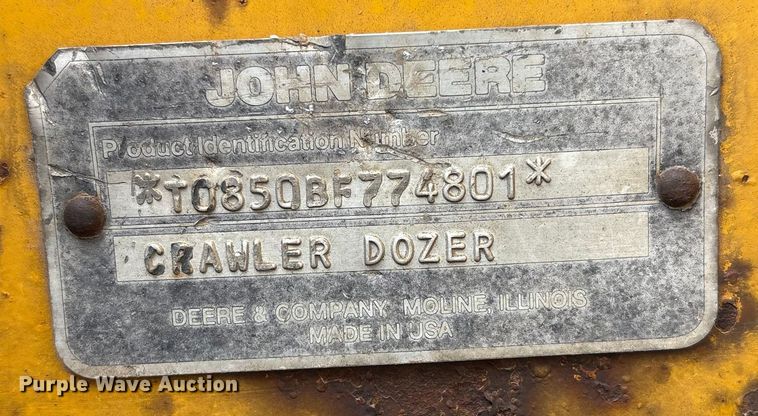 JOHN DEERE
Product Identification Number
*T0850BF774801*
CRAWLER DOZER
DEERE & COMPANY MOLINE, ILLINOIS
MADE IN USA
Purple Wave Auction